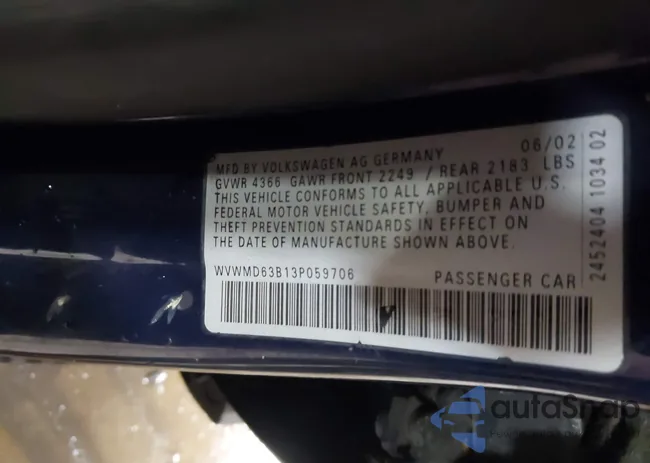 MFD BY VOLKSWAGEN AG GERMANY 06/02
GVWR 4366 GAWR FRONT 2249 / REAR 2183 LBS
THIS VEHICLE CONFORMS TO ALL APPLICABLE U.S.
FEDERAL MOTOR VEHICLE SAFETY, BUMPER AND
THEFT PREVENTION STANDARDS IN EFFECT ON
THE DATE OF MANUFACTURE SHOWN ABOVE.
WVWMD63B13P059706 PASSENGER CAR
2452404 1034 02
autoSnap